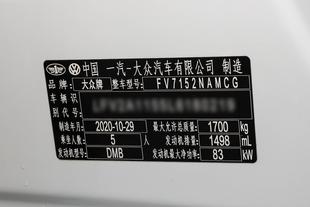 中国 一汽-大众汽车有限公司 制造
品牌 大众牌 整车型号 FV7152NAMCG
车辆识别代号
制造年月 2020-10-29 最大允许总质量 1700 kg
乘坐人数 5 人 发动机排量 1498 mL
发动机型号 DMB 发动机最大净功率 83 kW